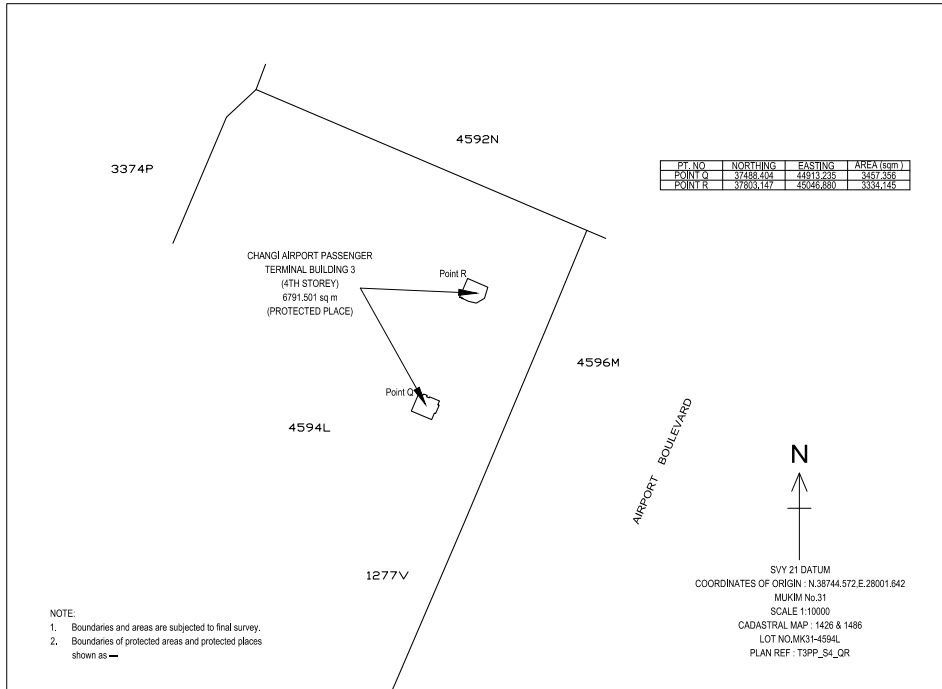 4592N
3374P
PT. NO NORTHING EASTING AREA (sqm )
POINT Q 37488.404 44913.235 3457.356
POINT R 37803.147 45046.880 3334.145
CHANGI AIRPORT PASSENGER
TERMINAL BUILDING 3
(4TH STOREY)
6791.501 sq m
(PROTECTED PLACE)
Point R
4596M
Point Q
4594L
AIRPORT BOULEVARD
N
1277V
SVY 21 DATUM
COORDINATES OF ORIGIN : N.38744.572,E.28001.642
MUKIM No.31
SCALE 1:10000
CADASTRAL MAP : 1426 & 1486
LOT NO.MK31-4594L
PLAN REF : T3PP_S4_QR
NOTE:
1. Boundaries and areas are subjected to final survey.
2. Boundaries of protected areas and protected places
shown as —